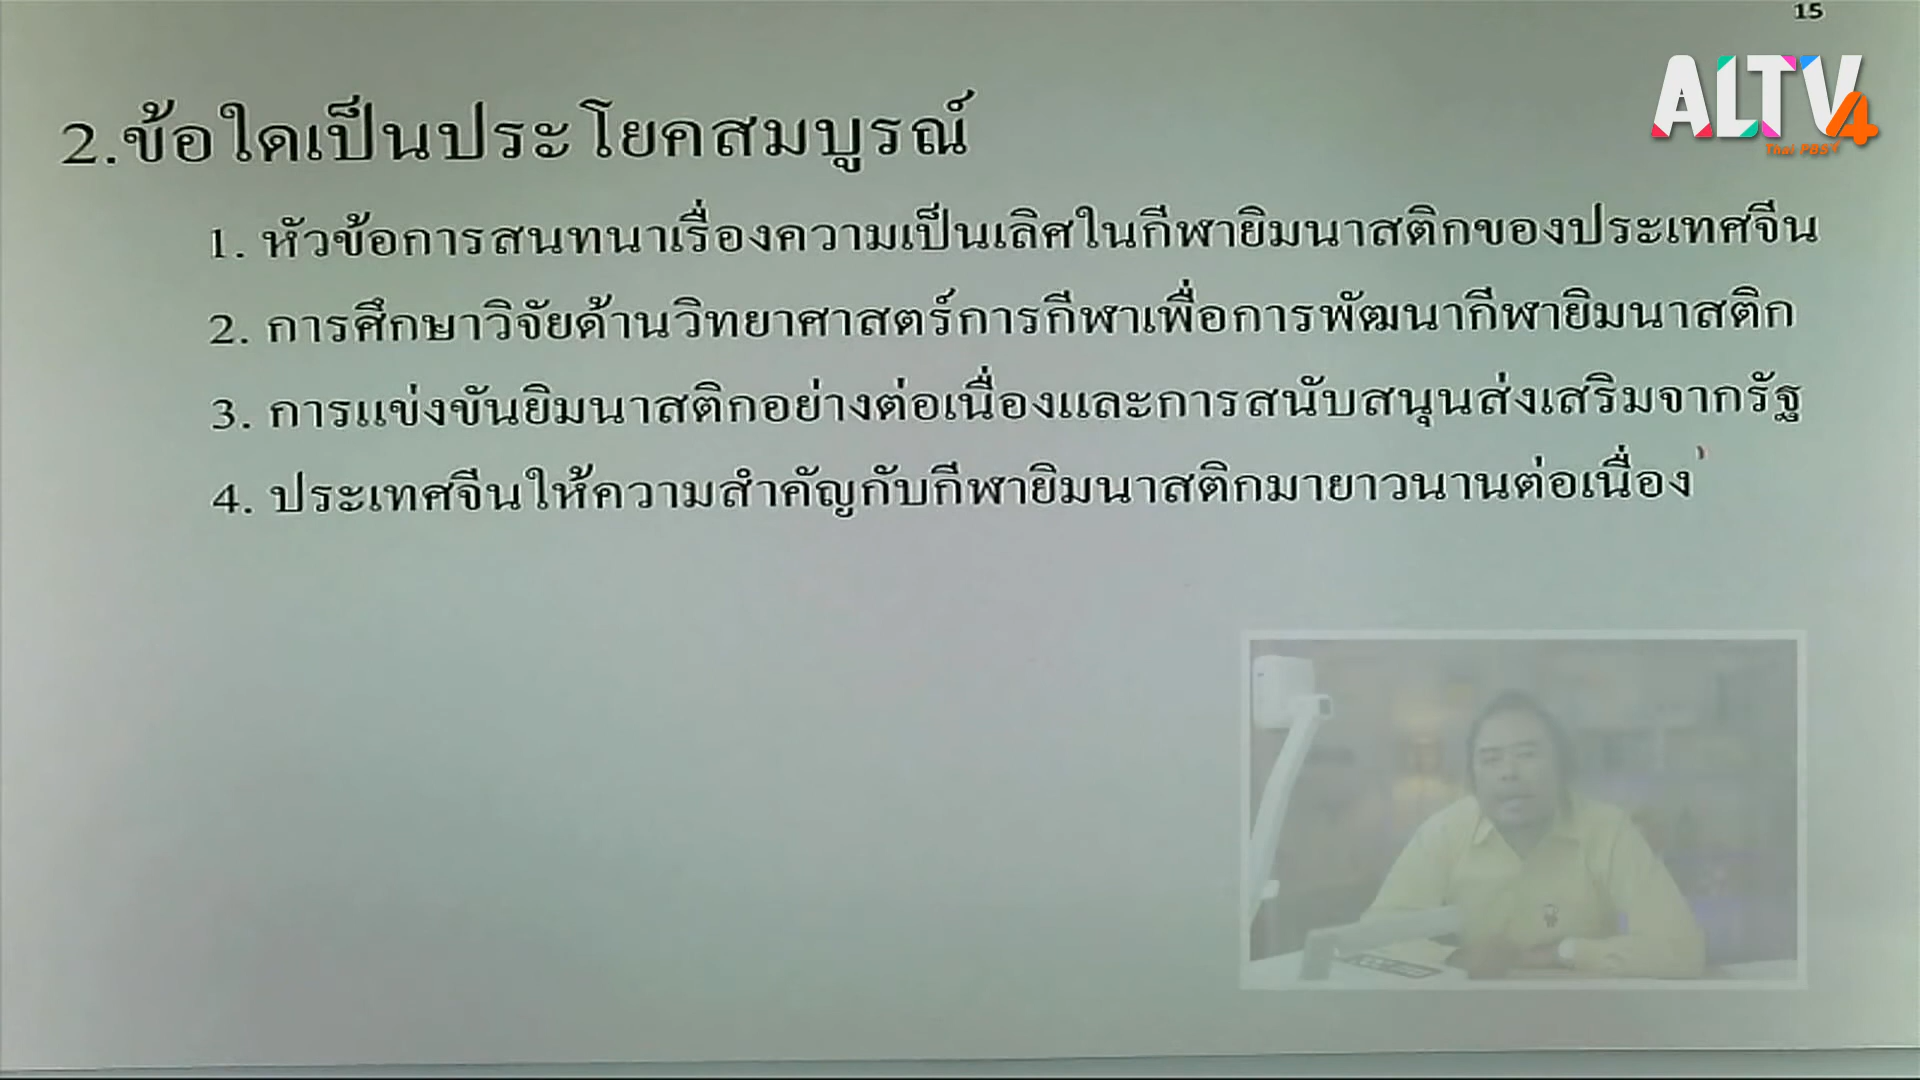 15
ALTV4
Thai PBS
2.ข้อใดเป็นประโยคสมบูรณ์
1. หัวข้อการสนทนาเรื่องความเป็นเลิศในกีฬายิมนาสติกของประเทศจีน
2. การศึกษาวิจัยด้านวิทยาศาสตร์การกีฬาเพื่อการพัฒนากีฬายิมนาสติก
3. การแข่งขันยิมนาสติกอย่างต่อเนื่องและการสนับสนุนส่งเสริมจากรัฐ
4. ประเทศจีนให้ความสำคัญกับกีฬายิมนาสติกมายาวนานต่อเนื่อง